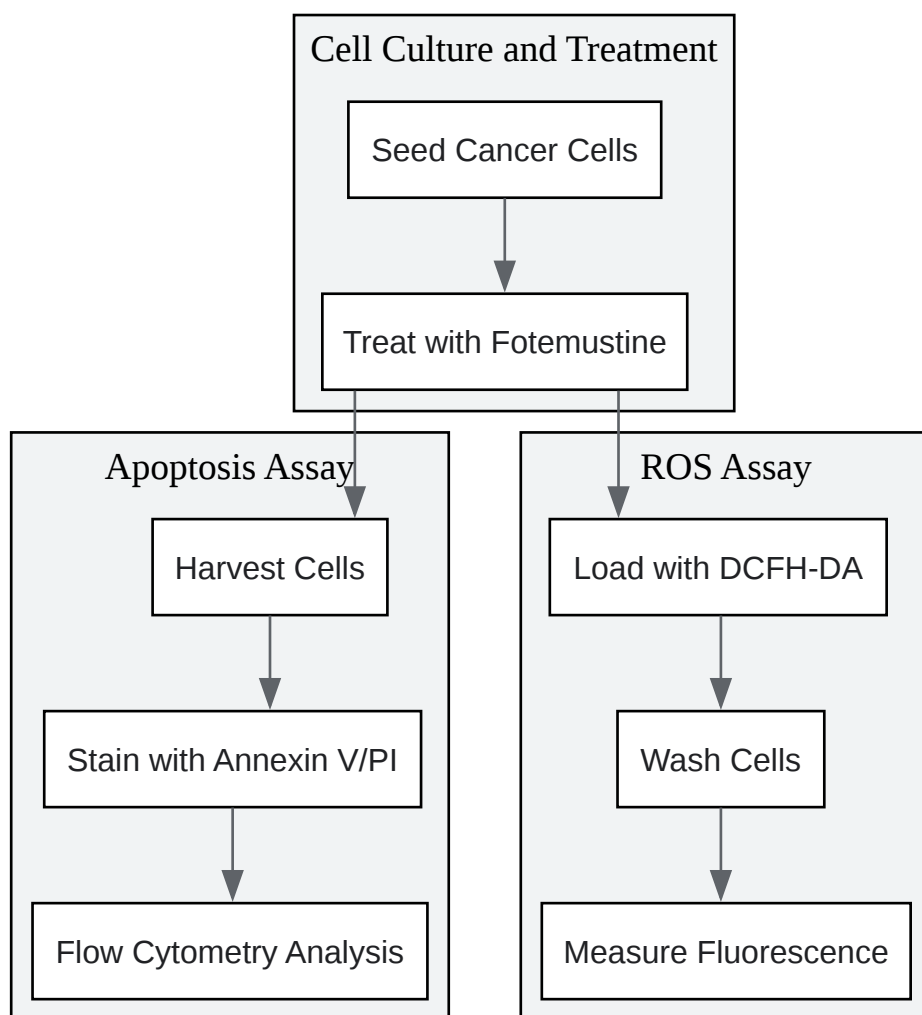 Cell Culture and Treatment
Seed Cancer Cells
Treat with Fotemustine
Apoptosis Assay
Harvest Cells
Stain with Annexin V/PI
Flow Cytometry Analysis
ROS Assay
Load with DCFH-DA
Wash Cells
Measure Fluorescence